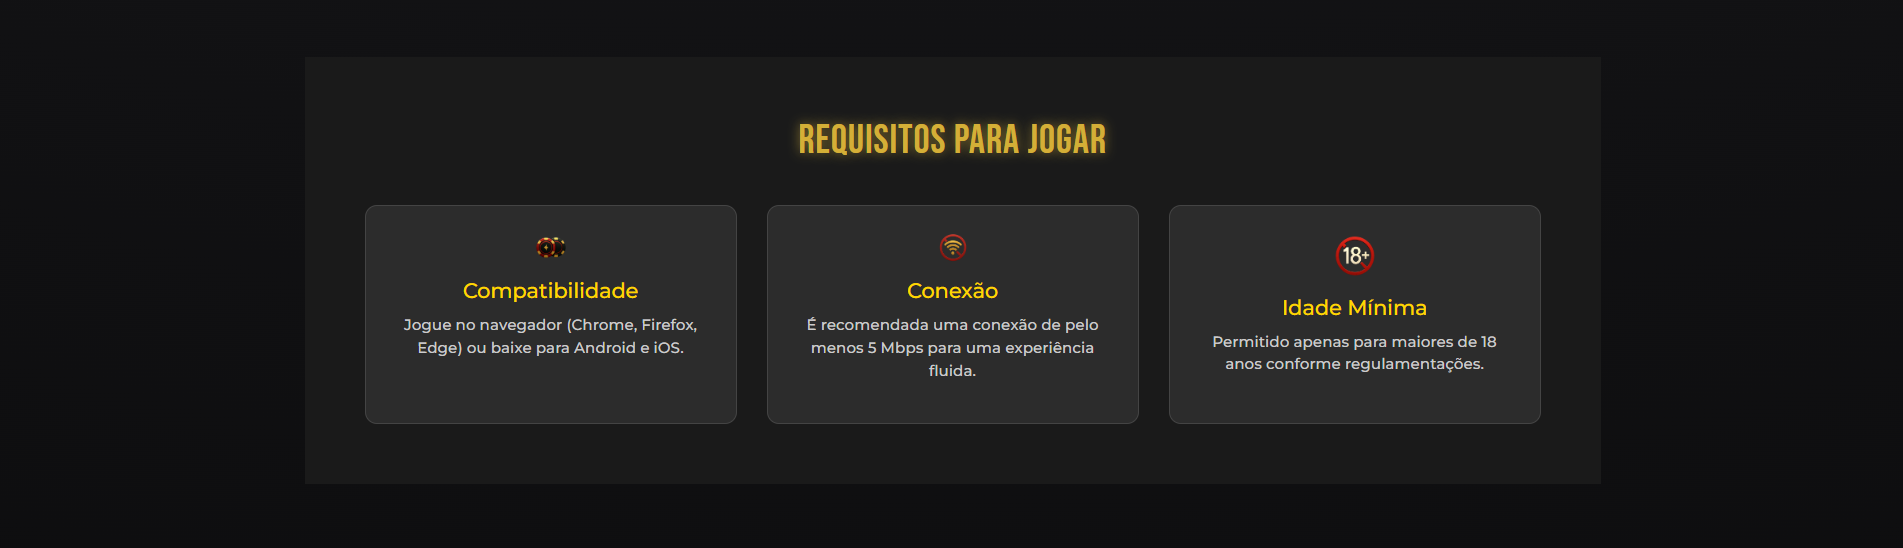 REQUISITOS PARA JOGAR
Compatibilidade
Jogue no navegador (Chrome, Firefox,
Edge) ou baixe para Android e iOS.
Conexão
É recomendada uma conexão de pelo
menos 5 Mbps para uma experiência
fluida.
18+
Idade Mínima
Permitido apenas para maiores de 18
anos conforme regulamentações.